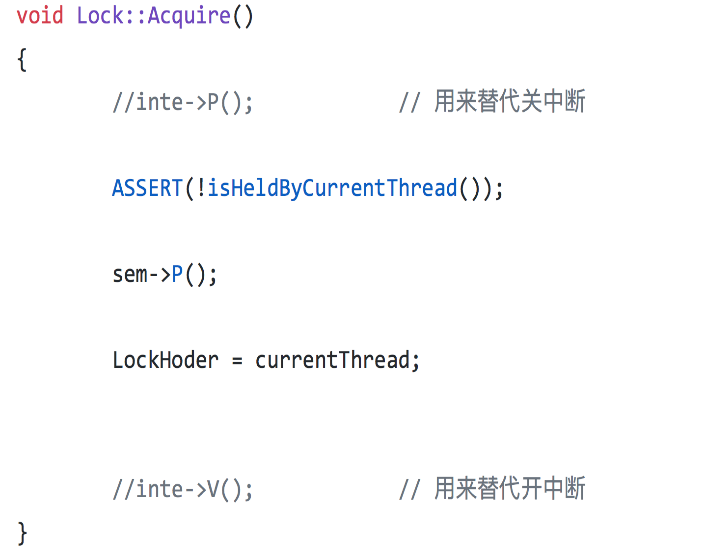 void Lock::Acquire()
{
//inte->P(); // 用来替代关中断
ASSERT(!isHeldByCurrentThread());
sem->P();
LockHoder = currentThread;
//inte->V(); // 用来替代开中断
}